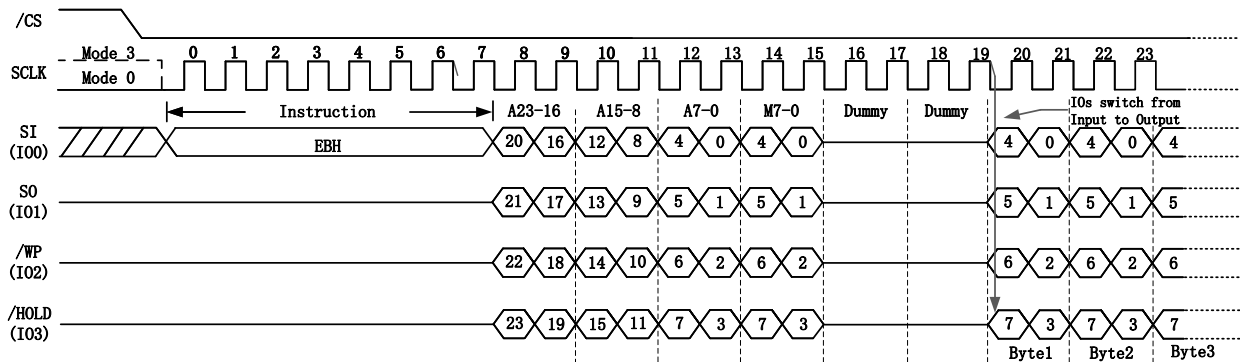 /CS
Mode 3
0 1 2 3 4 5 6 7 8 9 10 11 12 13 14 15 16 17 18 19 20 21 22 23
SCLK
Mode 0
Instruction A23-16 A15-8 A7-0 M7-0 Dummy Dummy IOs switch from
Input to Output
SI
(IO0)
EBH 20 16 12 8 4 0 4 0 4 0 4 0 4
SO
(IO1)
21 17 13 9 5 1 5 1 5 1 5 1 5
/WP
(IO2)
22 18 14 10 6 2 6 2 6 2 6 2 6
/HOLD
(IO3)
23 19 15 11 7 3 7 3 7 3 7 3 7
Byte1 Byte2 Byte3